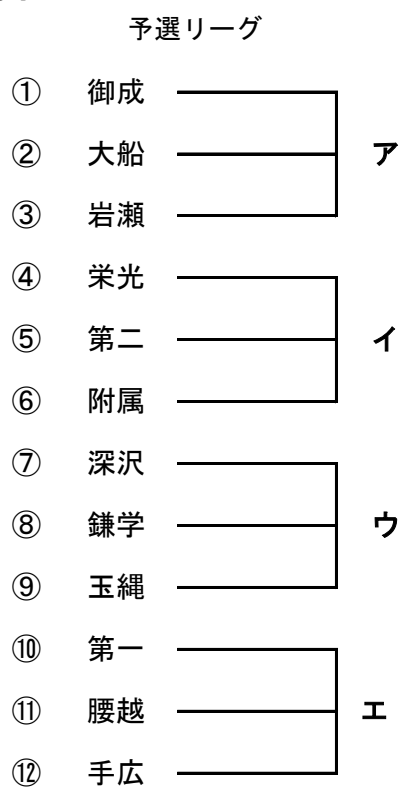 予選リーグ
① 御成
② 大船 ア
③ 岩瀬
④ 栄光
⑤ 第二 イ
⑥ 附属
⑦ 深沢
⑧ 鎌学 ウ
⑨ 玉縄
⑩ 第一
⑪ 腰越 エ
⑫ 手広